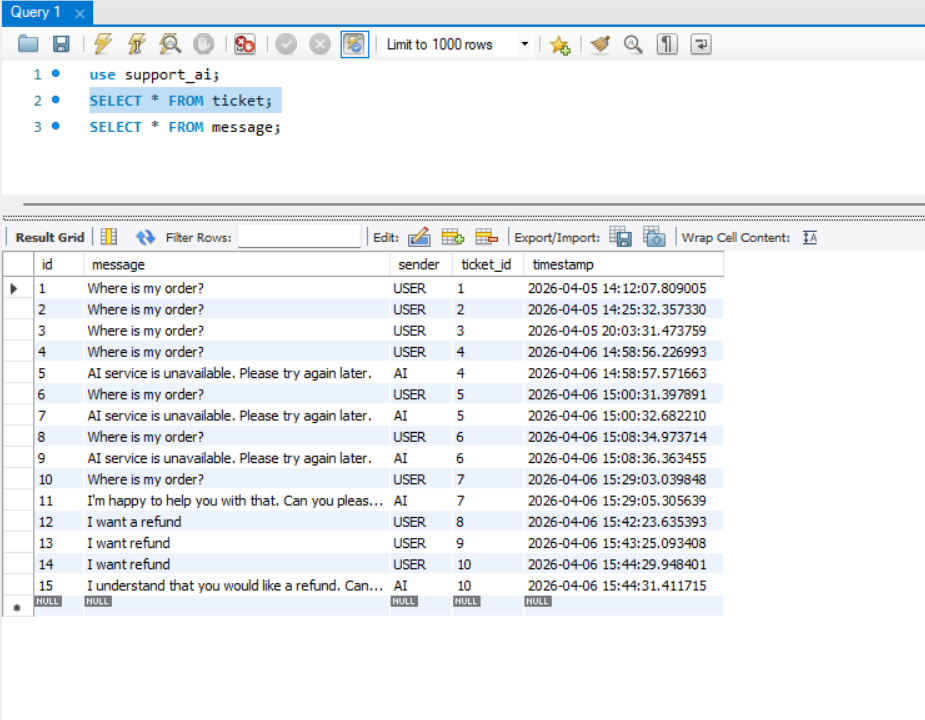 Query 1
Limit to 1000 rows
1 use support_ai;
2 SELECT * FROM ticket;
3 SELECT * FROM message;
Result Grid Filter Rows: Edit: Export/Import: Wrap Cell Content:
id message sender ticket_id timestamp
1 Where is my order? USER 1 2026-04-05 14:12:07.809005
2 Where is my order? USER 2 2026-04-05 14:25:32.357330
3 Where is my order? USER 3 2026-04-05 20:03:31.473759
4 Where is my order? USER 4 2026-04-06 14:58:56.226993
5 AI service is unavailable. Please try again later. AI 4 2026-04-06 14:58:57.571663
6 Where is my order? USER 5 2026-04-06 15:00:31.397891
7 AI service is unavailable. Please try again later. AI 5 2026-04-06 15:00:32.682210
8 Where is my order? USER 6 2026-04-06 15:08:34.973714
9 AI service is unavailable. Please try again later. AI 6 2026-04-06 15:08:36.363455
10 Where is my order? USER 7 2026-04-06 15:29:03.039848
11 I'm happy to help you with that. Can you pleas... AI 7 2026-04-06 15:29:05.305639
12 I want a refund USER 8 2026-04-06 15:42:23.635393
13 I want refund USER 9 2026-04-06 15:43:25.093408
14 I want refund USER 10 2026-04-06 15:44:29.948401
15 I understand that you would like a refund. Can... AI 10 2026-04-06 15:44:31.411715
NULL NULL NULL NULL NULL